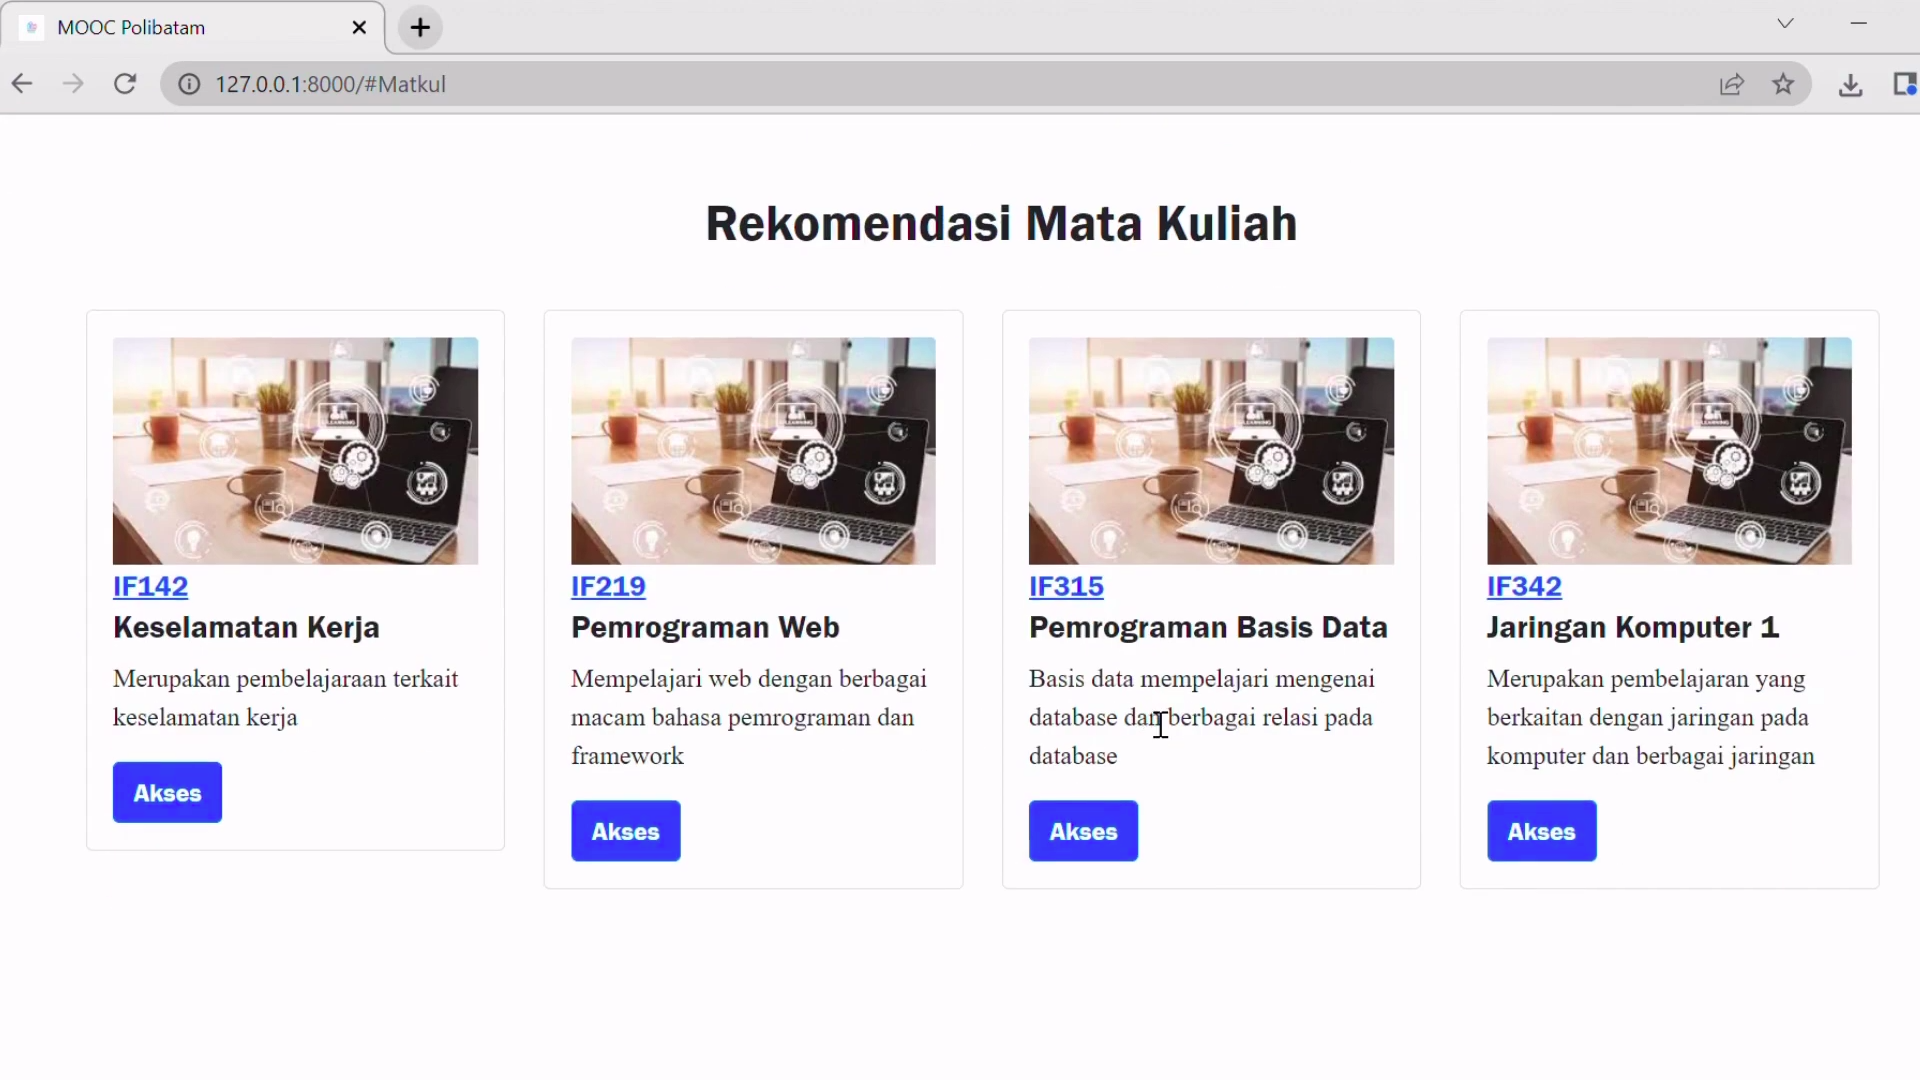 MOOC Polibatam
127.0.0.1:8000/#Matkul
Rekomendasi Mata Kuliah
IF142
Keselamatan Kerja
Merupakan pembelajaraan terkait
keselamatan kerja
Akses
IF219
Pemrograman Web
Mempelajari web dengan berbagai
macam bahasa pemrograman dan
framework
Akses
IF315
Pemrograman Basis Data
Basis data mempelajari mengenai
database dan berbagai relasi pada
database
Akses
IF342
Jaringan Komputer 1
Merupakan pembelajaran yang
berkaitan dengan jaringan pada
komputer dan berbagai jaringan
Akses